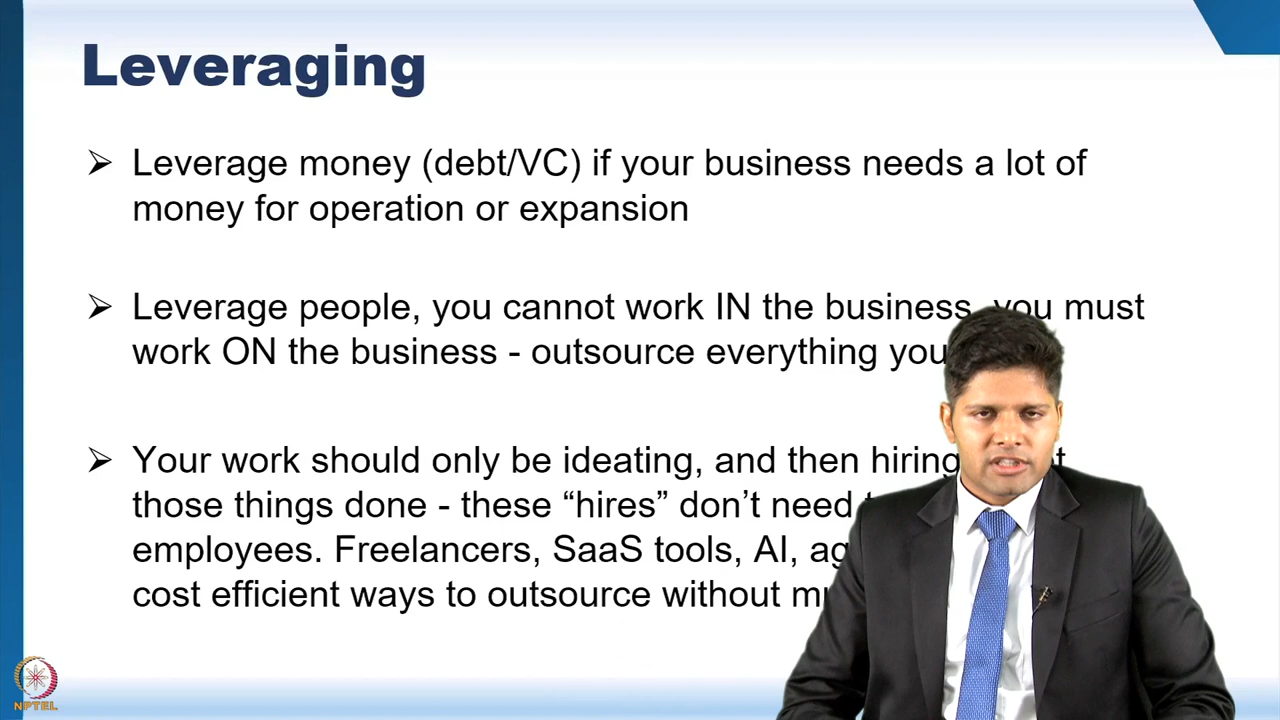 Leveraging
➢ Leverage money (debt/VC) if your business needs a lot of
money for operation or expansion
➢ Leverage people, you cannot work IN the business, you must
work ON the business - outsource everything you
➢ Your work should only be ideating, and then hiring
those things done - these “hires” don’t need
employees. Freelancers, SaaS tools, AI,
cost efficient ways to outsource without
NPTEL